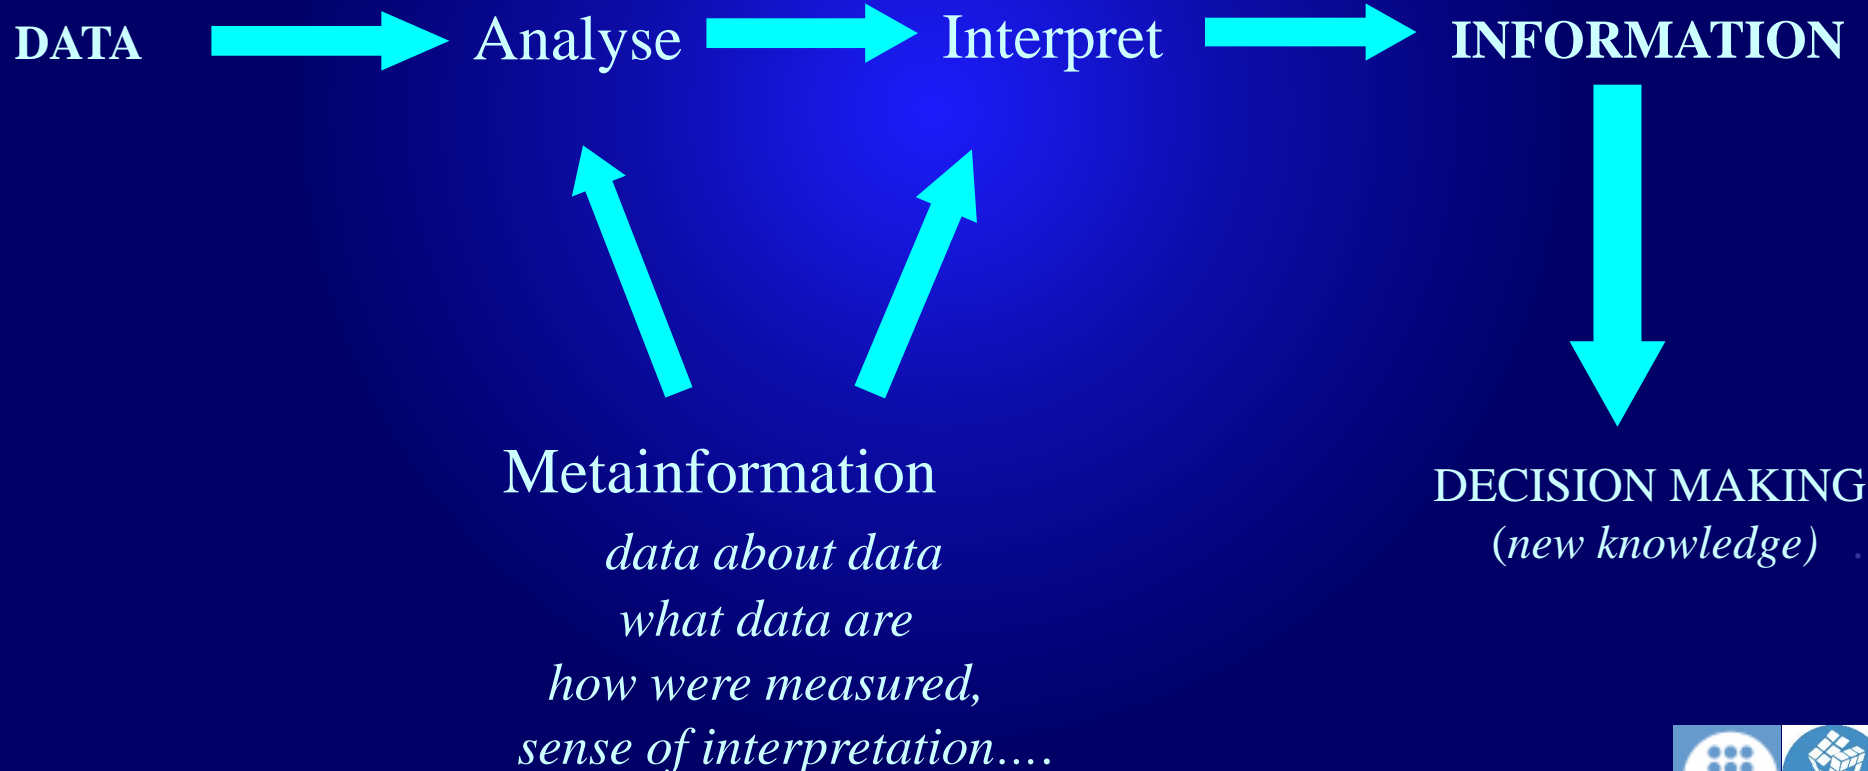 DATA Analyse Interpret INFORMATION
Metainformation
data about data
what data are
how were measured,
sense of interpretation....
DECISION MAKING
(new knowledge) .